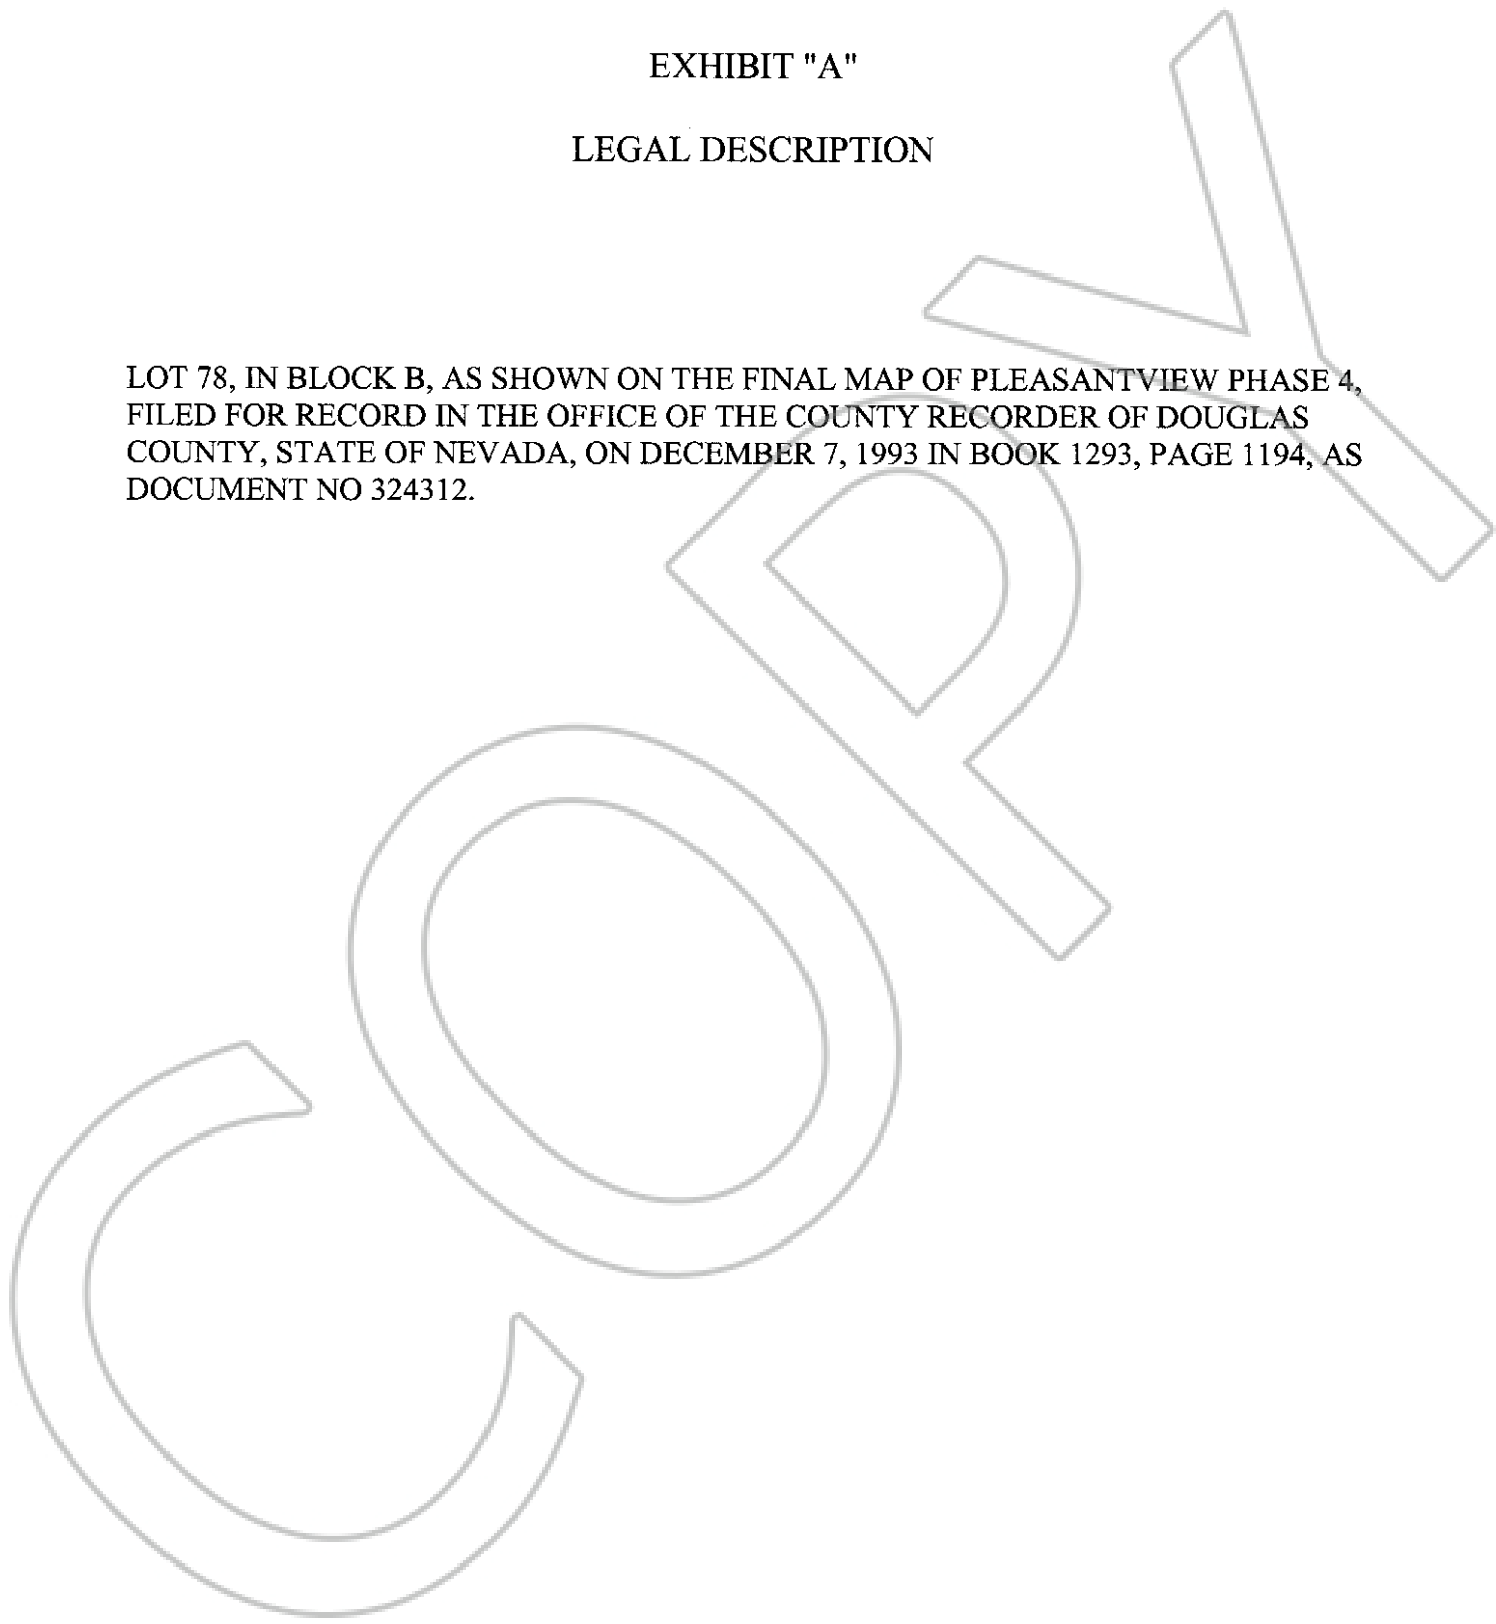 EXHIBIT "A"
LEGAL DESCRIPTION
LOT 78, IN BLOCK B, AS SHOWN ON THE FINAL MAP OF PLEASANTVIEW PHASE 4,
FILED FOR RECORD IN THE OFFICE OF THE COUNTY RECORDER OF DOUGLAS
COUNTY, STATE OF NEVADA, ON DECEMBER 7, 1993 IN BOOK 1293, PAGE 1194, AS
DOCUMENT NO 324312.
COPY